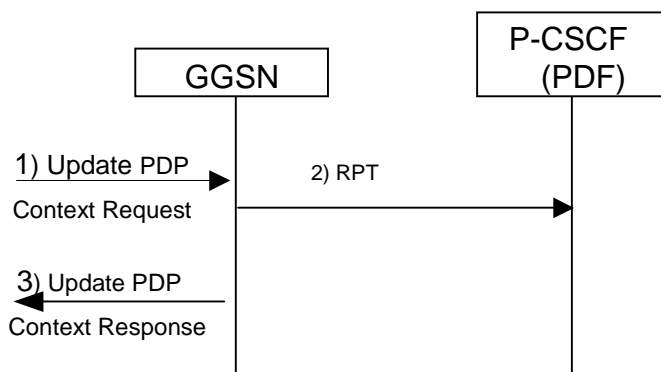 P-CSCF
(PDF)
GGSN
1) Update PDP
Context Request
2) RPT
3) Update PDP
Context Response